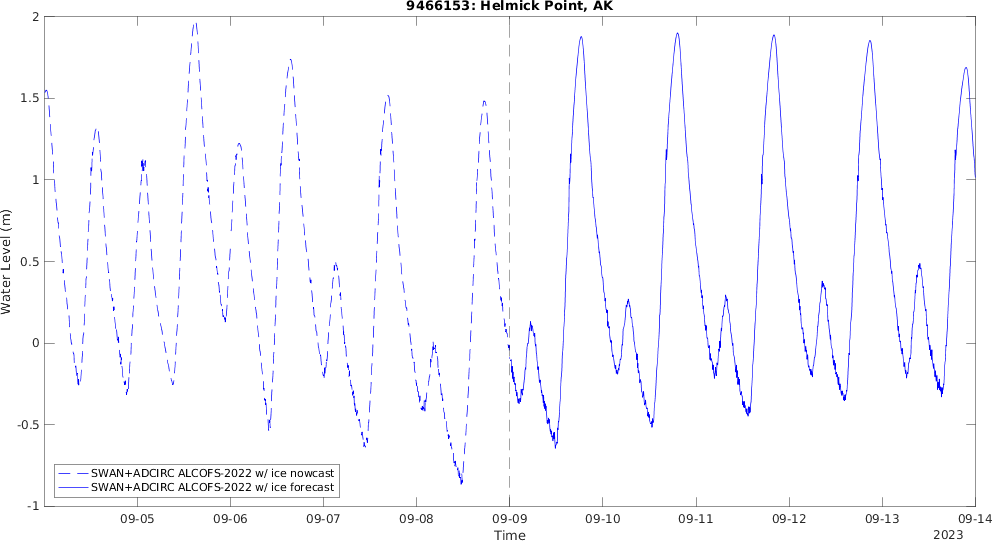 9466153: Helmick Point, AK
2
1.5
1
0.5
0
-0.5
-1
Water Level (m)
SWAN+ADCIRC ALCOFS-2022 w/ ice nowcast
SWAN+ADCIRC ALCOFS-2022 w/ ice forecast
09-05 09-06 09-07 09-08 09-09 09-10 09-11 09-12 09-13 09-14
Time
2023